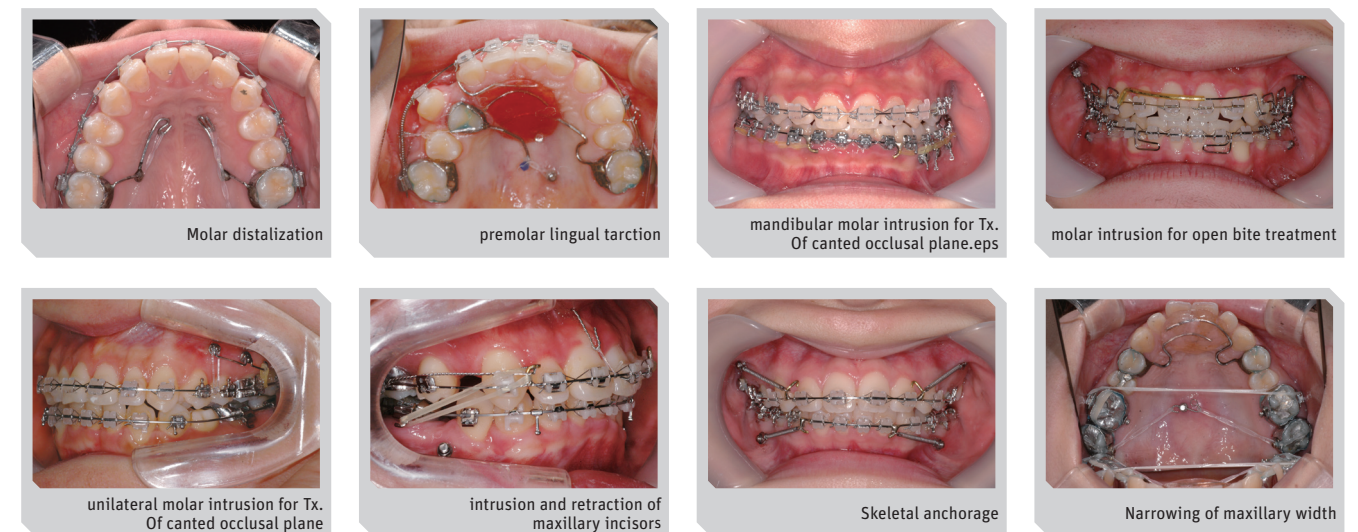 Molar distalization
premolar lingual tarction
mandibular molar intrusion for Tx.
Of canted occlusal plane.eps
molar intrusion for open bite treatment
unilateral molar intrusion for Tx.
Of canted occlusal plane
intrusion and retraction of
maxillary incisors
Skeletal anchorage
Narrowing of maxillary width